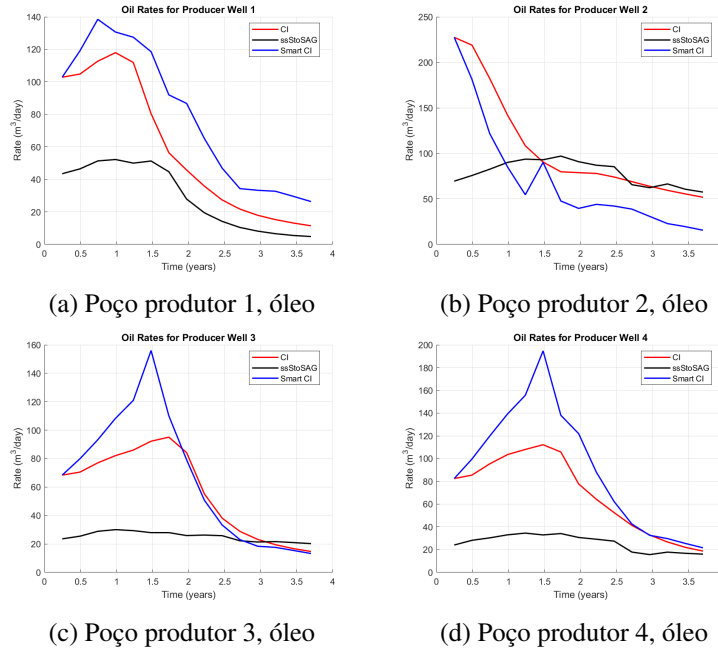 Oil Rates for Producer Well 1
140
120
100
80
60
40
20
0
Rate (m³/day)
0 0.5 1 1.5 2 2.5 3 3.5 4
Time (years)
CI
ssStoSAG
Smart CI
(a) Poço produtor 1, óleo
Oil Rates for Producer Well 2
250
200
150
100
50
0
Rate (m³/day)
0 0.5 1 1.5 2 2.5 3 3.5 4
Time (years)
CI
ssStoSAG
Smart CI
(b) Poço produtor 2, óleo
Oil Rates for Producer Well 3
160
140
120
100
80
60
40
20
0
Rate (m³/day)
0 0.5 1 1.5 2 2.5 3 3.5 4
Time (years)
CI
ssStoSAG
Smart CI
(c) Poço produtor 3, óleo
Oil Rates for Producer Well 4
200
180
160
140
120
100
80
60
40
20
0
Rate (m³/day)
0 0.5 1 1.5 2 2.5 3 3.5 4
Time (years)
CI
ssStoSAG
Smart CI
(d) Poço produtor 4, óleo